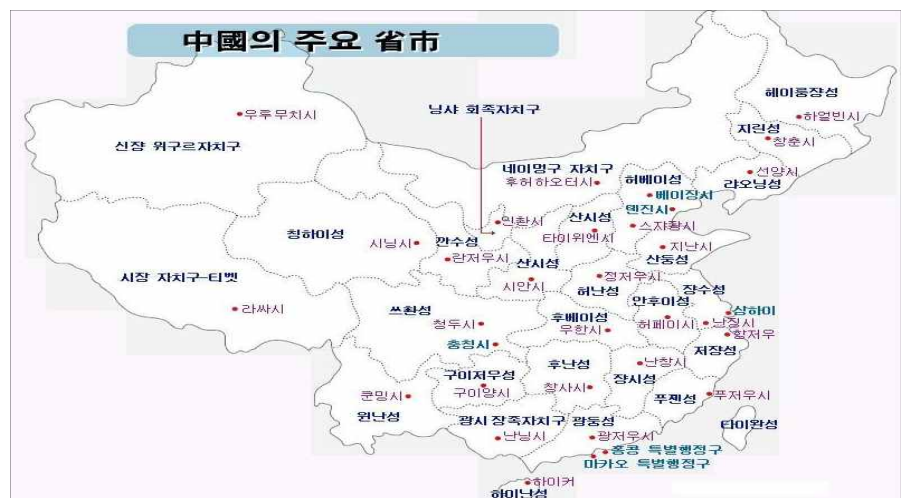 中國의 주요 省市
헤이룽쟝성
하얼빈시
지린성
창춘시
선양시
랴오닝성
닝샤 회족자치구
우루무치시
신쟝 위구르자치구
네이멍구 자치구
후허하오터시
허베이성
베이징시
톈진시
스쟈좡시
인촨시
산시성
타이위엔시
지난시
산둥성
칭하이성
시닝시
깐수성
란저우시
산시성
시안시
정저우시
허난성
시장 자치구-티벳
라싸시
쓰촨성
청두시
충칭시
안후이성
허페이시
쟝수성
상하이
난징시
항저우
저쟝성
후베이성
우한시
후난성
창사시
난창시
쟝시성
구이저우성
구이양시
쿤밍시
윈난성
푸젠성
푸저우시
타이완성
광시 장족자치구
난닝시
광둥성
광저우시
홍콩 특별행정구
마카오 특별행정구
하이커
하이난성